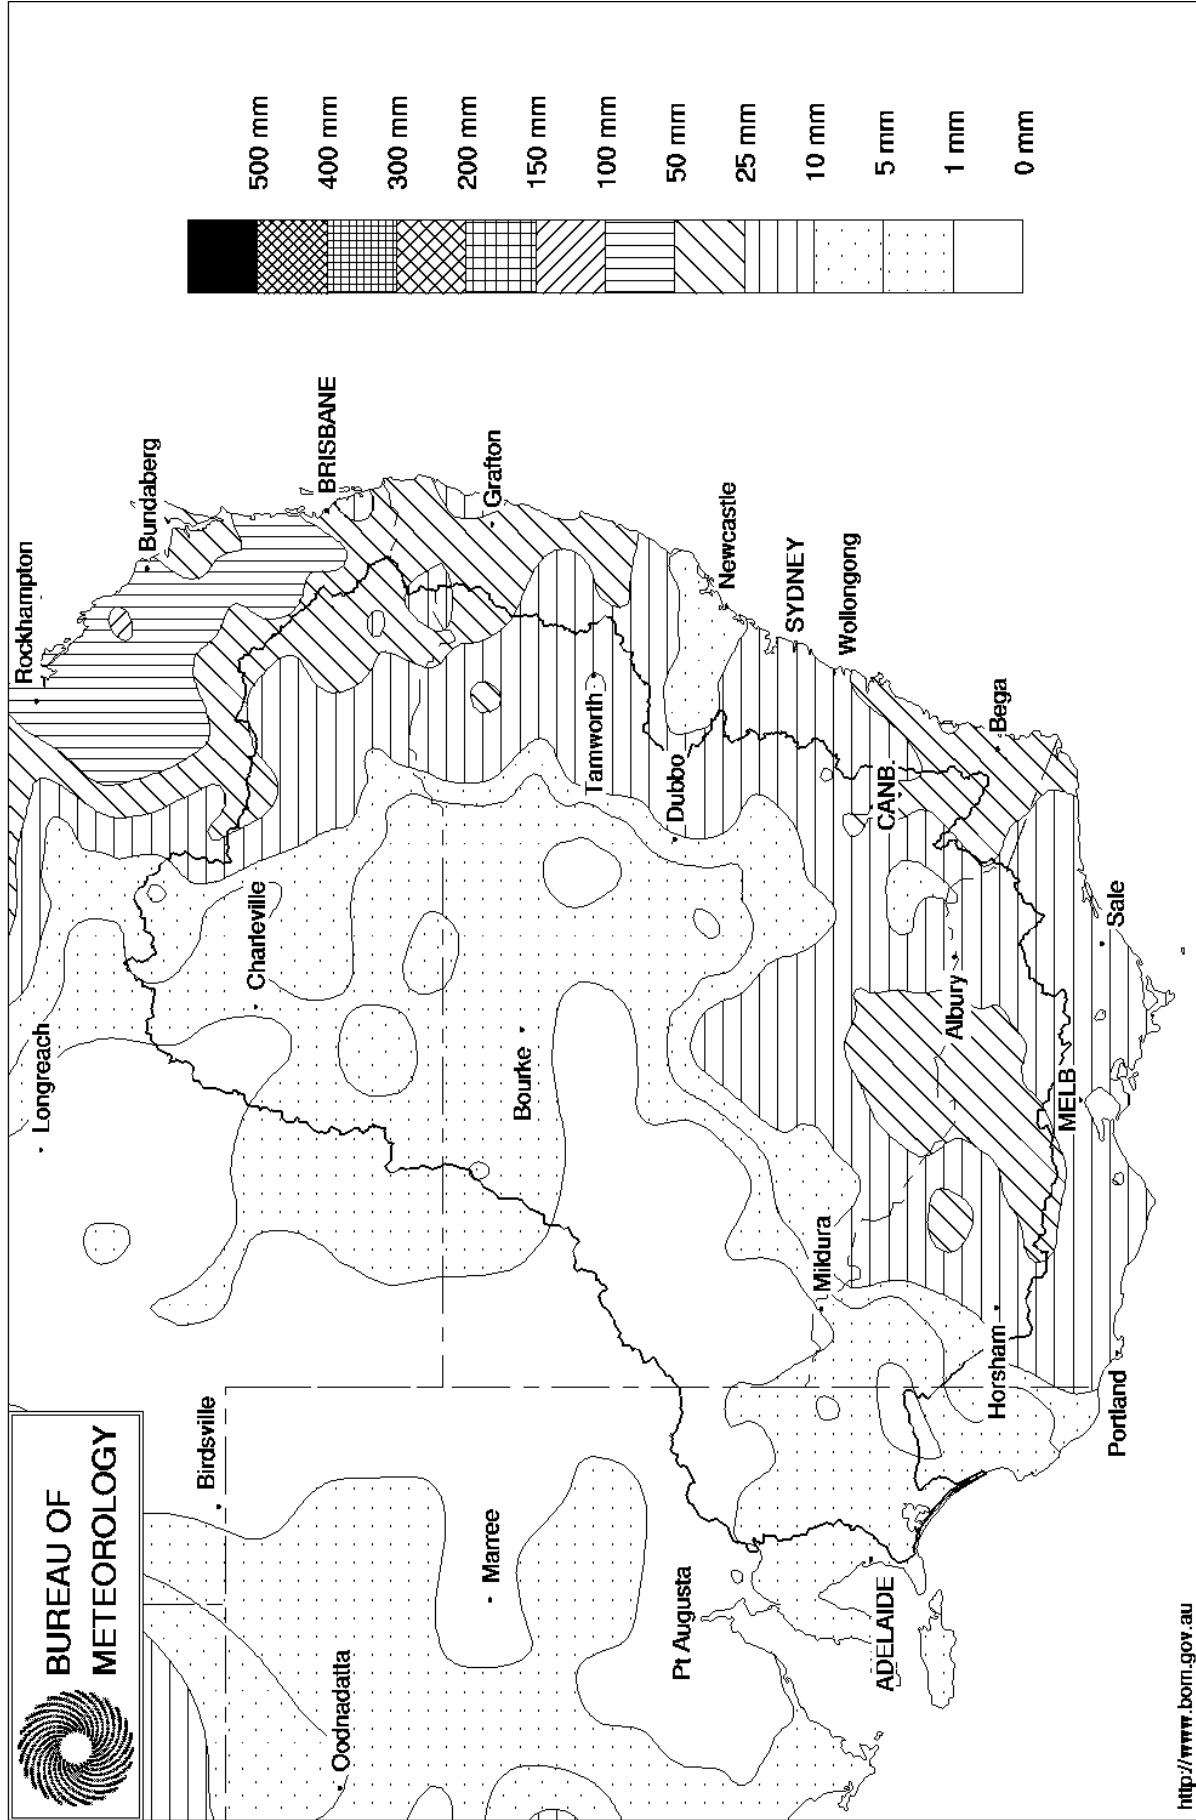 BUREAU OF
METEOROLOGY
Rockhampton
Bundaberg
BRISBANE
Longreach
Charleville
Birdsville
Oodnadatta
Marree
Bourke
Grafton
Tamworth
Newcastle
Dubbo
SYDNEY
Wollongong
Pt Augusta
Mildura
CANB.
ADELAIDE
Albury
Bega
Horsham
MELB
Sale
Portland
500 mm
400 mm
300 mm
200 mm
150 mm
100 mm
50 mm
25 mm
10 mm
5 mm
1 mm
0 mm
http://www.bom.gov.au